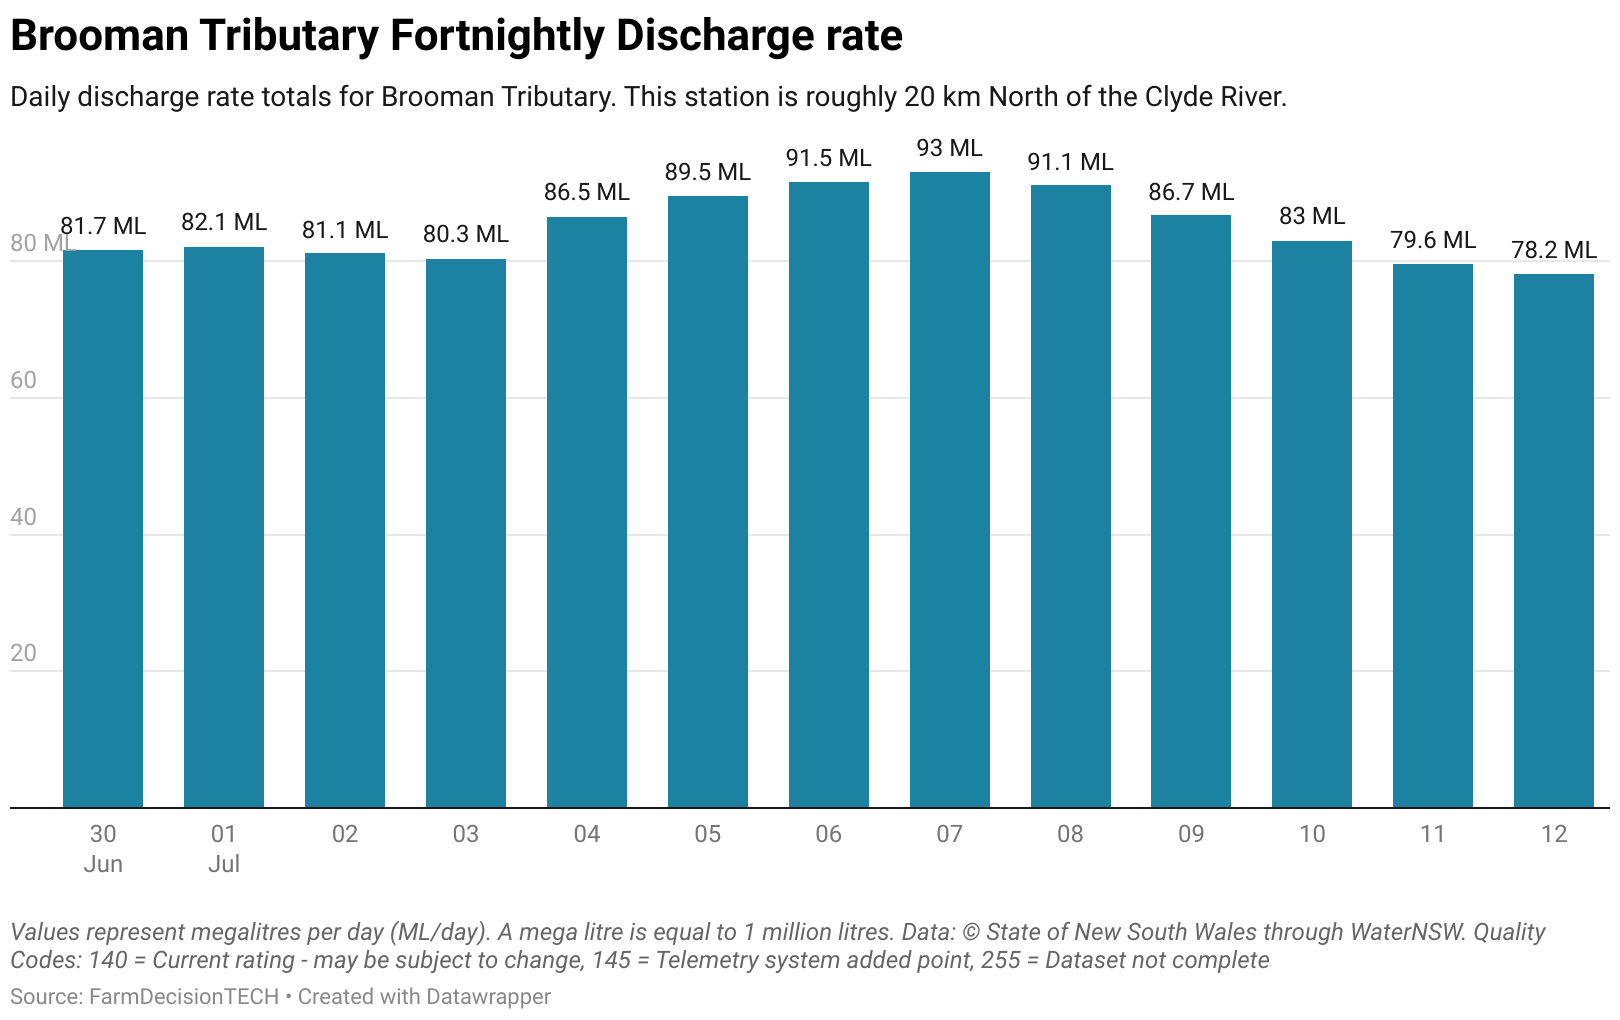 Brooman Tributary Fortnightly Discharge rate
Daily discharge rate totals for Brooman Tributary. This station is roughly 20 km North of the Clyde River.
81.7 ML
82.1 ML
81.1 ML
80.3 ML
86.5 ML
89.5 ML
91.5 ML
93 ML
91.1 ML
86.7 ML
83 ML
79.6 ML
78.2 ML
80 ML
60
40
20
30 01 02 03 04 05 06 07 08 09 10 11 12
Jun Jul
Values represent megalitres per day (ML/day). A mega litre is equal to 1 million litres. Data: © State of New South Wales through WaterNSW. Quality
Codes: 140 = Current rating - may be subject to change, 145 = Telemetry system added point, 255 = Dataset not complete
Source: FarmDecisionTECH • Created with Datawrapper